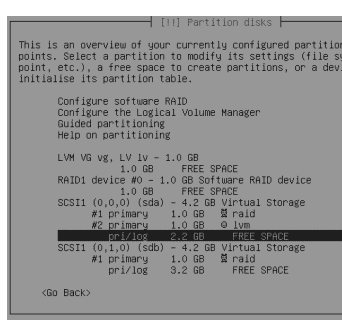 [!!] Partition disks
This is an overview of your currently configured partition
points. Select a partition to modify its settings (file sy
point, etc.), a free space to create partitions, or a dev
initialise its partition table.
Configure software RAID
Configure the Logical Volume Manager
Guided partitioning
Help on partitioning
LVM VG vg, LV lv - 1.0 GB
1.0 GB FREE SPACE
RAID1 device #0 - 1.0 GB Software RAID device
1.0 GB FREE SPACE
SCSI1 (0,0,0) (sda) - 4.2 GB Virtual Storage
#1 primary 1.0 GB raid
#2 primary 1.0 GB lvm
pri/log 2.2 GB FREE SPACE
SCSI1 (0,1,0) (sdb) - 4.2 GB Virtual Storage
#1 primary 1.0 GB raid
pri/log 3.2 GB FREE SPACE
<Go Back>